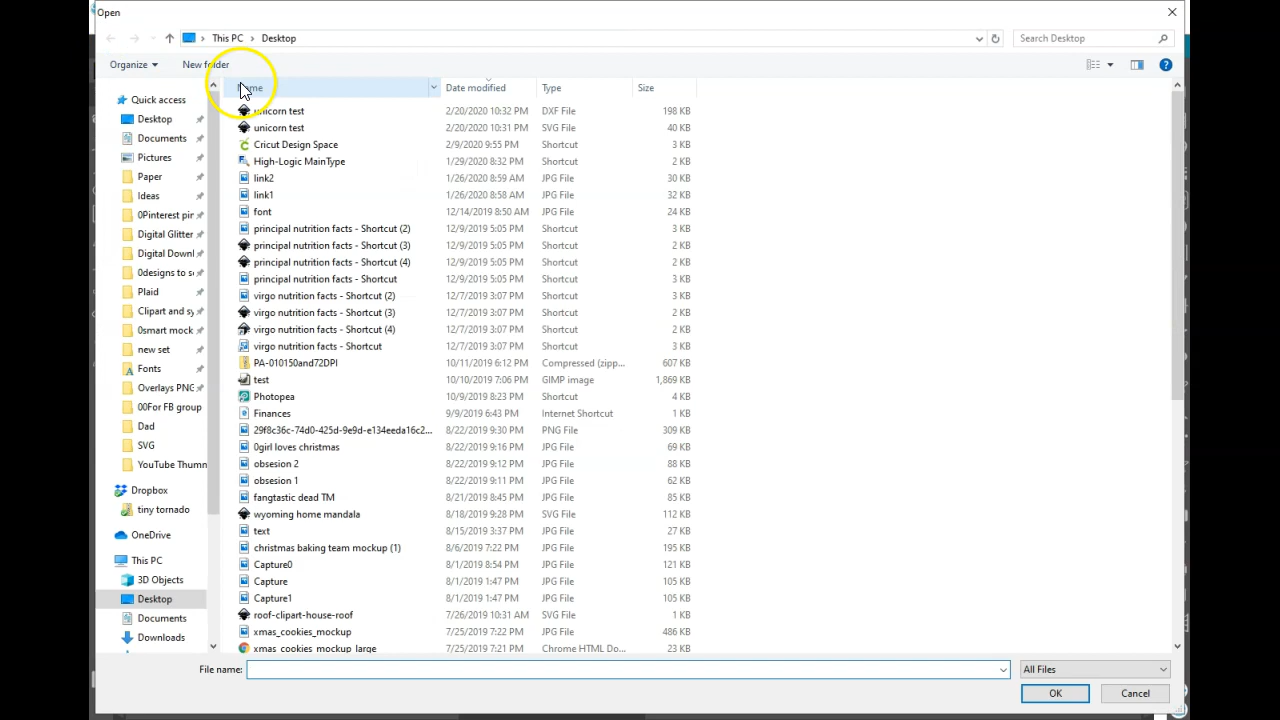 Open
This PC > Desktop
Search Desktop
Organize
New folder
Name
Date modified
Type
Size
unicorn test 2/20/2020 10:32 PM DXF File 198 KB
unicorn test 2/20/2020 10:31 PM SVG File 40 KB
Cricut Design Space 2/9/2020 9:55 PM Shortcut 3 KB
High-Logic MainType 1/29/2020 8:32 PM Shortcut 2 KB
link2 1/26/2020 8:59 AM JPG File 30 KB
link1 1/26/2020 8:58 AM JPG File 32 KB
font 12/14/2019 8:50 AM JPG File 24 KB
principal nutrition facts - Shortcut (2) 12/9/2019 5:05 PM Shortcut 3 KB
principal nutrition facts - Shortcut (3) 12/9/2019 5:05 PM Shortcut 2 KB
principal nutrition facts - Shortcut (4) 12/9/2019 5:05 PM Shortcut 2 KB
principal nutrition facts - Shortcut 12/9/2019 5:05 PM Shortcut 3 KB
virgo nutrition facts - Shortcut (2) 12/7/2019 3:07 PM Shortcut 3 KB
virgo nutrition facts - Shortcut (3) 12/7/2019 3:07 PM Shortcut 2 KB
virgo nutrition facts - Shortcut (4) 12/7/2019 3:07 PM Shortcut 2 KB
virgo nutrition facts - Shortcut 12/7/2019 3:07 PM Shortcut 3 KB
PA-010150and72DPI 10/11/2019 6:12 PM Compressed (zipp... 607 KB
test 10/10/2019 7:06 PM GIMP image 1,869 KB
Photopea 10/9/2019 8:23 PM Shortcut 4 KB
Finances 9/9/2019 6:43 PM Internet Shortcut 1 KB
29f8c36c-74d0-425d-9e9d-e134eeda16c2... 8/22/2019 9:30 PM PNG File 309 KB
0girl loves christmas 8/22/2019 9:16 PM JPG File 69 KB
obsesion 2 8/22/2019 9:12 PM JPG File 88 KB
obsesion 1 8/22/2019 9:11 PM JPG File 62 KB
fangtastic dead TM 8/21/2019 8:45 PM JPG File 85 KB
wyoming home mandala 8/18/2019 9:28 PM SVG File 112 KB
text 8/15/2019 3:37 PM JPG File 27 KB
christmas baking team mockup (1) 8/6/2019 7:22 PM JPG File 195 KB
Capture0 8/1/2019 8:54 PM JPG File 121 KB
Capture 8/1/2019 1:47 PM JPG File 105 KB
Capture1 8/1/2019 1:47 PM JPG File 105 KB
roof-clipart-house-roof 7/26/2019 10:31 AM SVG File 1 KB
xmas_cookies_mockup 7/25/2019 7:22 PM JPG File 486 KB
xmas_cookies_mockup_large 7/25/2019 7:21 PM Chrome HTML Do... 23 KB
Quick access
Desktop
Documents
Pictures
Paper
Ideas
0Pinterest pin
Digital Glitter
Digital Downl
0designs to se
Plaid
Clipart and sy
0smart mock
new set
Fonts
Overlays PNG
00For FB group
Dad
SVG
YouTube Thumn
Dropbox
tiny tornado
OneDrive
This PC
3D Objects
Desktop
Documents
Downloads
File name:
All Files
OK
Cancel